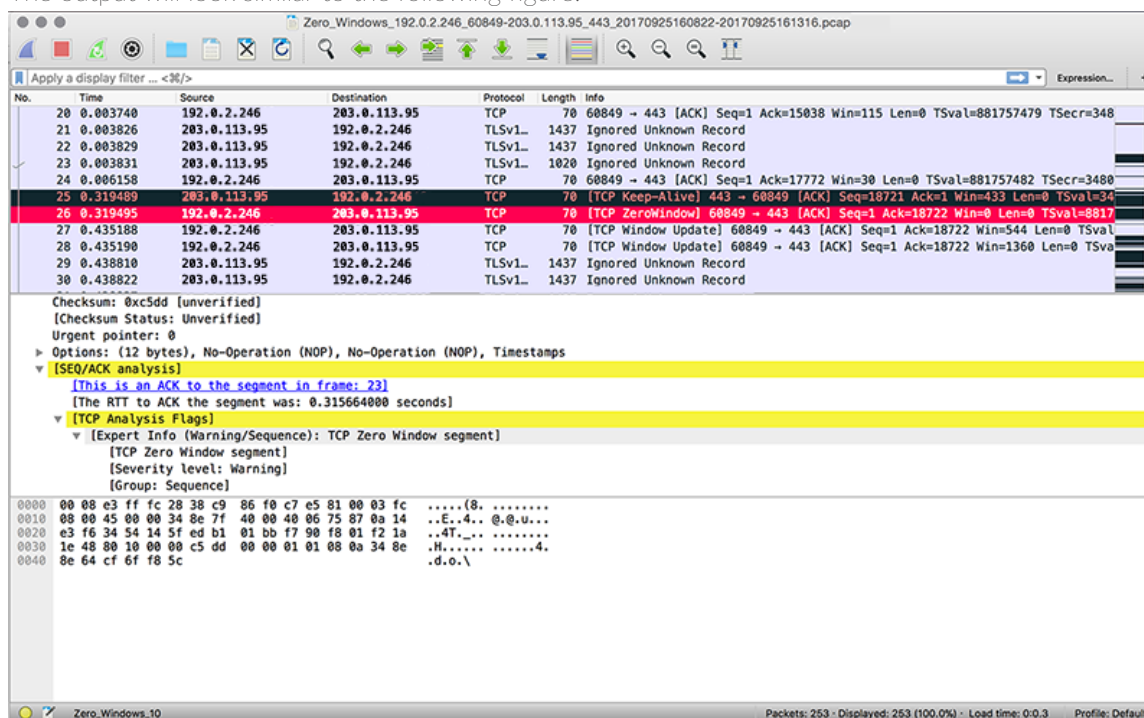 The output will look similar to the following figure:
Zero_Windows_192.0.2.246_60849-203.0.113.95_443_20170925160822-20170925161316.pcap
Apply a display filter ... <⌘/>
Expression...
No. Time Source Destination Protocol Length Info
20 0.003740 192.0.2.246 203.0.113.95 TCP 70 60849 → 443 [ACK] Seq=1 Ack=15038 Win=115 Len=0 TSval=881757479 TSecr=348
21 0.003826 203.0.113.95 192.0.2.246 TLSv1… 1437 Ignored Unknown Record
22 0.003829 203.0.113.95 192.0.2.246 TLSv1… 1437 Ignored Unknown Record
23 0.003831 203.0.113.95 192.0.2.246 TLSv1… 1020 Ignored Unknown Record
24 0.006158 192.0.2.246 203.0.113.95 TCP 70 60849 → 443 [ACK] Seq=1 Ack=17772 Win=30 Len=0 TSval=881757482 TSecr=3480
25 0.319489 203.0.113.95 192.0.2.246 TCP 70 [TCP Keep-Alive] 443 → 60849 [ACK] Seq=18721 Ack=1 Win=433 Len=0 TSval=34
26 0.319495 192.0.2.246 203.0.113.95 TCP 70 [TCP ZeroWindow] 60849 → 443 [ACK] Seq=1 Ack=18722 Win=0 Len=0 TSval=8817
27 0.435188 192.0.2.246 203.0.113.95 TCP 70 [TCP Window Update] 60849 → 443 [ACK] Seq=1 Ack=18722 Win=544 Len=0 TSval
28 0.435190 192.0.2.246 203.0.113.95 TCP 70 [TCP Window Update] 60849 → 443 [ACK] Seq=1 Ack=18722 Win=1360 Len=0 TSva
29 0.438810 203.0.113.95 192.0.2.246 TLSv1… 1437 Ignored Unknown Record
30 0.438822 203.0.113.95 192.0.2.246 TLSv1… 1437 Ignored Unknown Record
Checksum: 0xc5dd [unverified]
[Checksum Status: Unverified]
Urgent pointer: 0
Options: (12 bytes), No-Operation (NOP), No-Operation (NOP), Timestamps
[SEQ/ACK analysis]
[This is an ACK to the segment in frame: 23]
[The RTT to ACK the segment was: 0.315664000 seconds]
[TCP Analysis Flags]
[Expert Info (Warning/Sequence): TCP Zero Window segment]
[TCP Zero Window segment]
[Severity level: Warning]
[Group: Sequence]
0000 00 08 e3 ff fc 28 38 c9 86 f0 c7 e5 81 00 03 fc .....(8. ........
0010 08 00 45 00 00 34 8e 7f 40 00 40 06 75 87 0a 14 ..E..4.. @.@.u...
0020 e3 f6 34 54 14 5f ed b1 01 bb f7 90 f8 01 f2 1a ..4T._.. ........
0030 1e 48 80 10 00 00 c5 dd 00 00 01 01 08 0a 34 8e .H...... ......4.
0040 8e 64 cf 6f f8 5c .d.o.\
Zero_Windows_10
Packets: 253 · Displayed: 253 (100.0%) · Load time: 0:0.3
Profile: Default